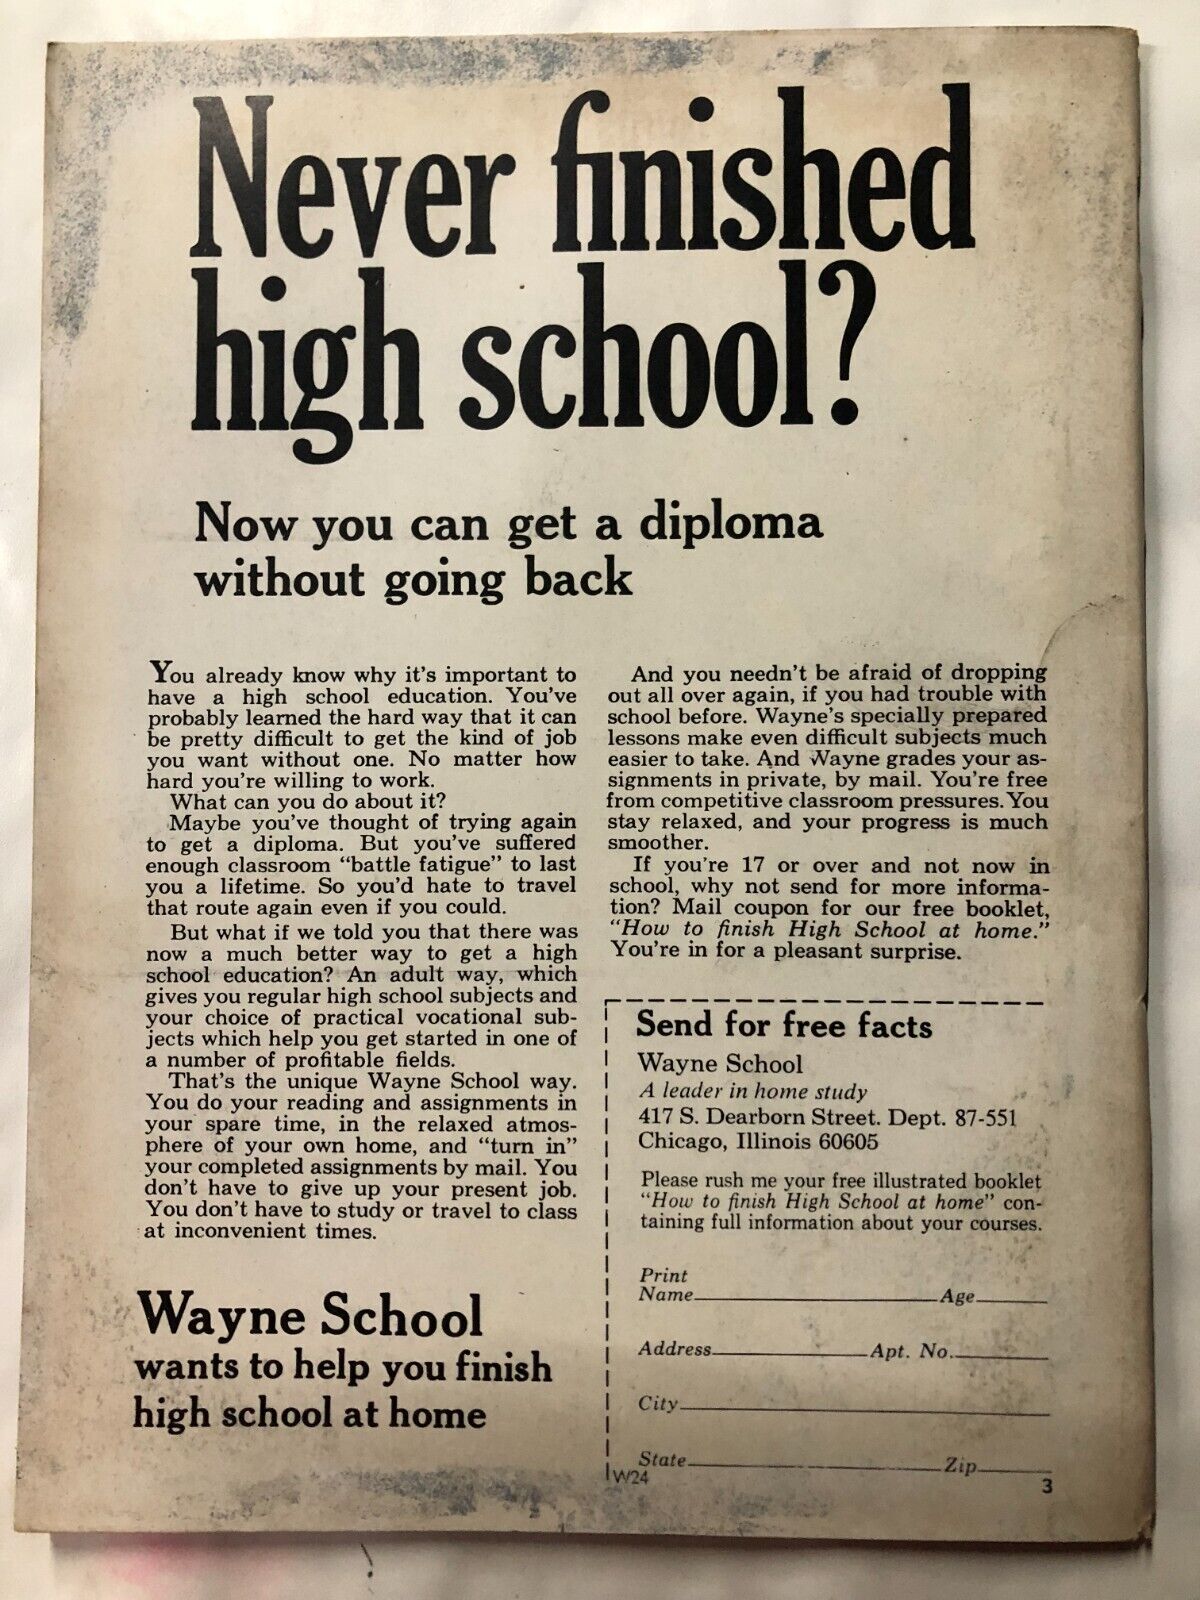 Never finished
high school?
Now you can get a diploma
without going back
You already know why it's important to
have a high school education. You've
probably learned the hard way that it can
be pretty difficult to get the kind of job
you want without one. No matter how
hard you're willing to work.
What can you do about it?
Maybe you've thought of trying again
to get a diploma. But you've suffered
enough classroom "battle fatigue" to last
you a lifetime. So you'd hate to travel
that route again even if you could.
But what if we told you that there was
now a much better way to get a high
school education? An adult way, which
gives you regular high school subjects and
your choice of practical vocational sub-
jects which help you get started in one of
a number of profitable fields.
That's the unique Wayne School way.
You do your reading and assignments in
your spare time, in the relaxed atmos-
phere of your own home, and "turn in"
your completed assignments by mail. You
don't have to give up your present job.
You don't have to study or travel to class
at inconvenient times.
Wayne School
wants to help you finish
high school at home
And you needn't be afraid of dropping
out all over again, if you had trouble with
school before. Wayne's specially prepared
lessons make even difficult subjects much
easier to take. And Wayne grades your as-
signments in private, by mail. You're free
from competitive classroom pressures. You
stay relaxed, and your progress is much
smoother.
If you're 17 or over and not now in
school, why not send for more informa-
tion? Mail coupon for our free booklet,
"How to finish High School at home."
You're in for a pleasant surprise.
Send for free facts
Wayne School
A leader in home study
417 S. Dearborn Street. Dept. 87-551
Chicago, Illinois 60605
Please rush me your free illustrated booklet
"How to finish High School at home" con-
taining full information about your courses.
Print
Name Age
Address Apt. No.
City
State Zip
W24
3